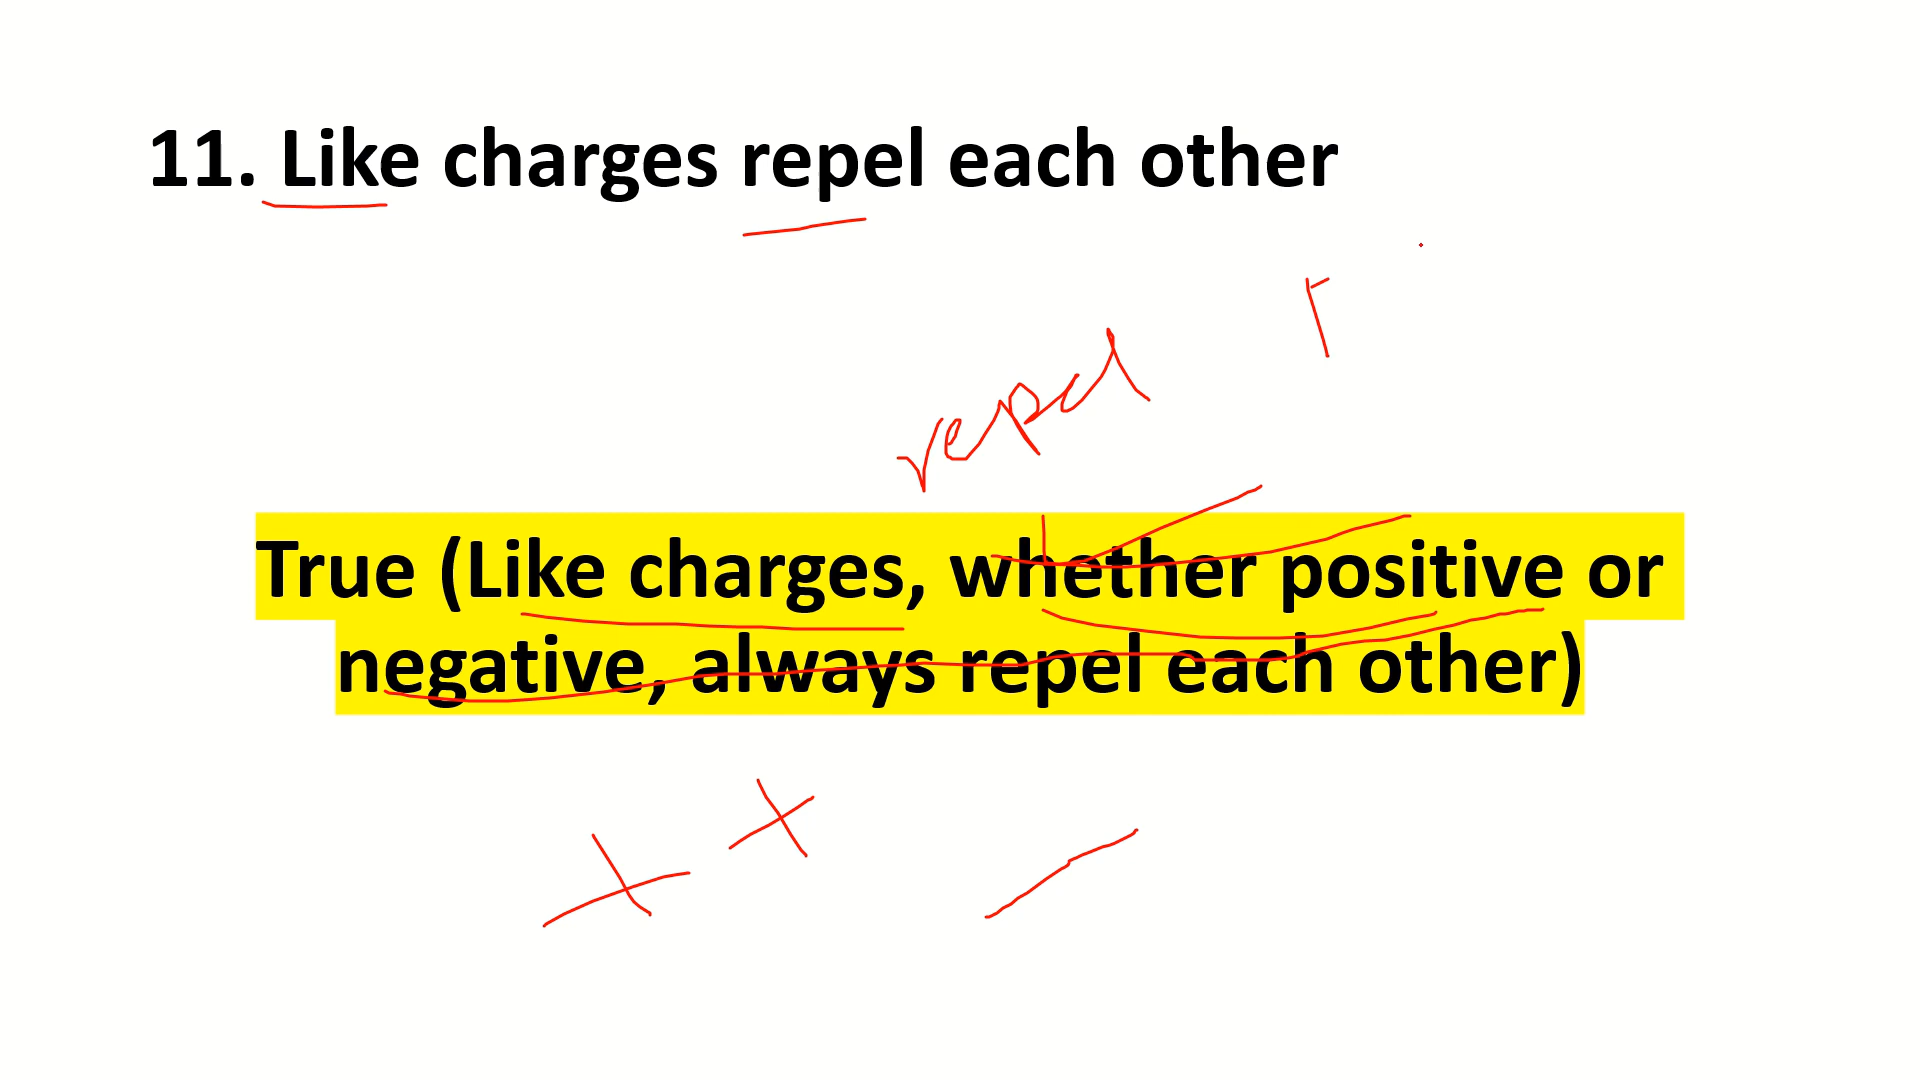 11. Like charges repel each other
repel
True (Like charges, whether positive or
negative, always repel each other)
+ +